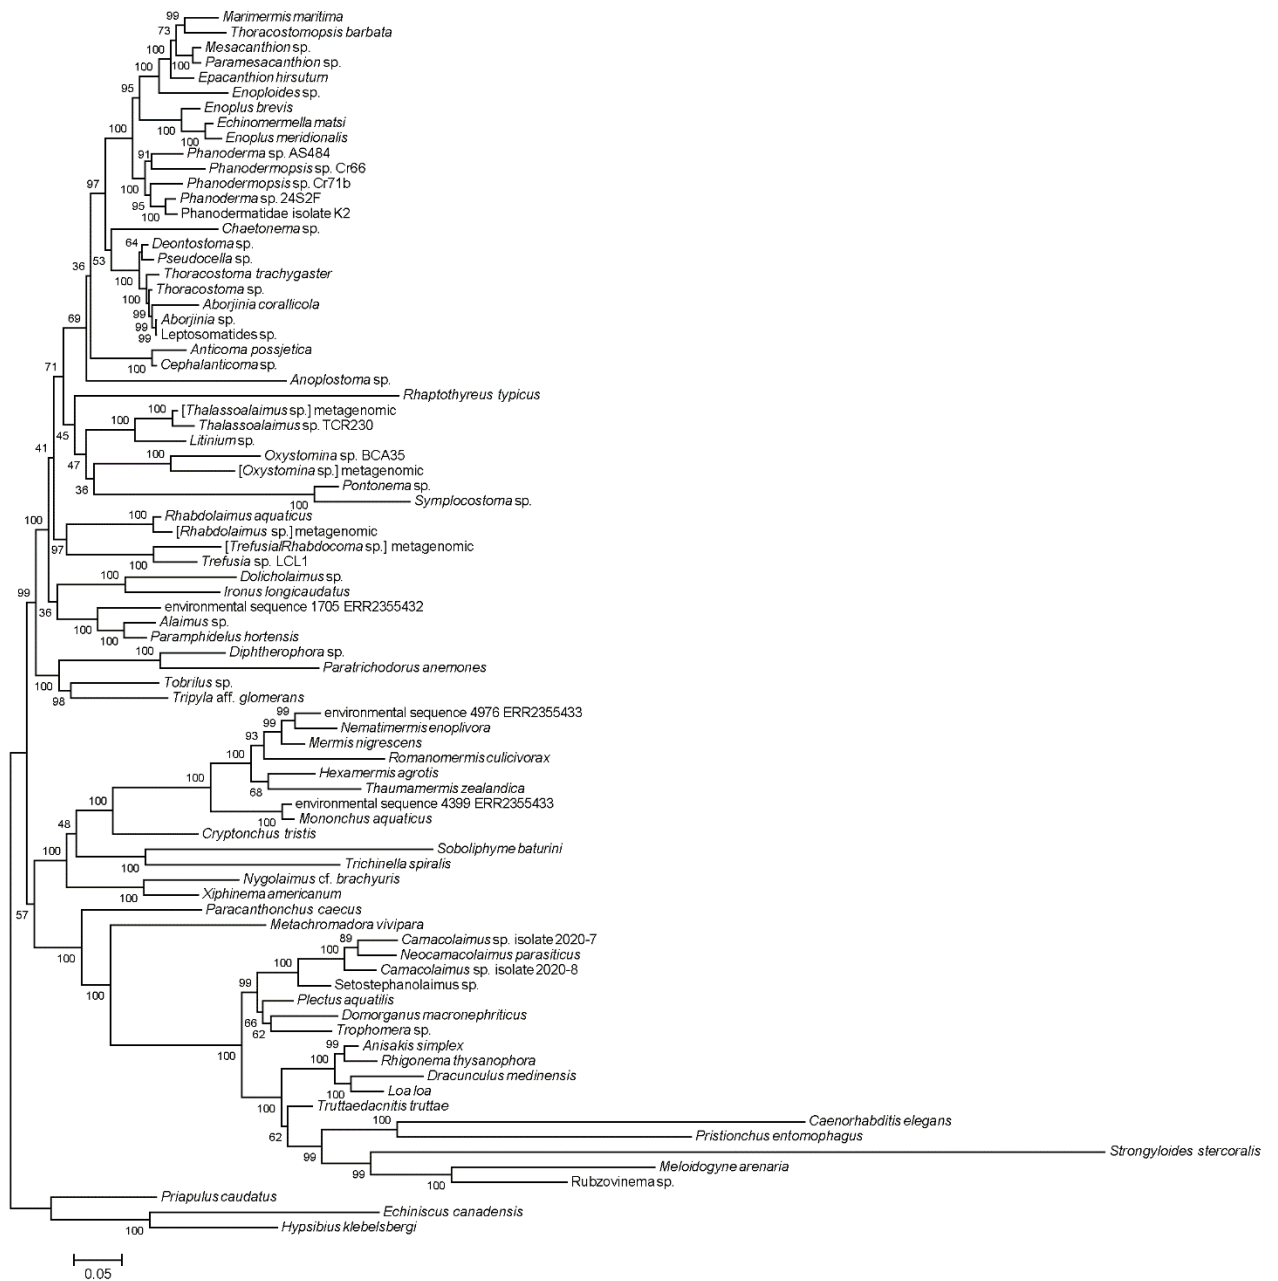 99
Marimermis maritima
73
Thoracostomopsis barbata
Mesacanthion sp.
100
100
Paramesacanthion sp.
100
Epacanthion hirsutum
95
Enoploides sp.
Enoplus brevis
Echinomermella matsi
100
100
100
Enoplus meridionalis
91
Phanoderma sp. AS484
Phanodermopsis sp. Cr66
97
100
Phanodermopsis sp. Cr71b
95
Phanoderma sp. 24S2F
100
Phanodermatidae isolate K2
Chaetonema sp.
64
Deontostoma sp.
36
53
Pseudocella sp.
100
Thoracostoma trachygaster
Thoracostoma sp.
100
Aborjinia corallicola
69
99
99
Aborjinia sp.
99
Leptosomatides sp.
Anticoma possjetica
71
100
Cephalanticoma sp.
Anoplostoma sp.
Rhaptothyreus typicus
100
[Thalassoalaimus sp.] metagenomic
100
Thalassoalaimus sp. TCR230
45
Litinium sp.
41
100
Oxystomina sp. BCA35
47
[Oxystomina sp.] metagenomic
36
Pontonema sp.
100
Symplocostoma sp.
100
100
Rhabdolaimus aquaticus
[Rhabdolaimus sp.] metagenomic
97
[Trefusia/Rhabdocoma sp.] metagenomic
100
Trefusia sp. LCL1
100
Dolicholaimus sp.
99
Ironus longicaudatus
36
environmental sequence 1705 ERR2355432
100
Alaimus sp.
100
Paramphidelus hortensis
100
Diphtherophora sp.
Paratrichodorus anemones
100
Tobrilus sp.
98
Tripyla aff. glomerans
99
environmental sequence 4976 ERR2355433
99
Nematimermis enoplivora
93
Mermis nigrescens
100
Romanomermis culicivorax
100
Hexamermis agrotis
68
Thaumamermis zealandica
100
environmental sequence 4399 ERR2355433
100
Mononchus aquaticus
48
Cryptonchus tristis
100
Soboliphyme baturini
100
Trichinella spiralis
Nygolaimus cf. brachyuris
100
Xiphinema americanum
57
Paracanthonchus caecus
Metachromadora vivipara
89
Camacolaimus sp. isolate 2020-7
100
100
Neocamacolaimus parasiticus
100
Camacolaimus sp. isolate 2020-8
99
Setostephanolaimus sp.
100
Plectus aquatilis
66
Domorganus macronephriticus
62
Trophomera sp.
99
Anisakis simplex
100
100
Rhigonema thysanophora
Dracunculus medinensis
100
Loa loa
100
Truttaedacnitis truttae
100
Caenorhabditis elegans
62
Pristionchus entomophagus
99
Strongyloides stercoralis
99
Meloidogyne arenaria
100
Rubzovinema sp.
Priapulus caudatus
Echiniscus canadensis
100
Hypsibius klebelsbergi
0.05